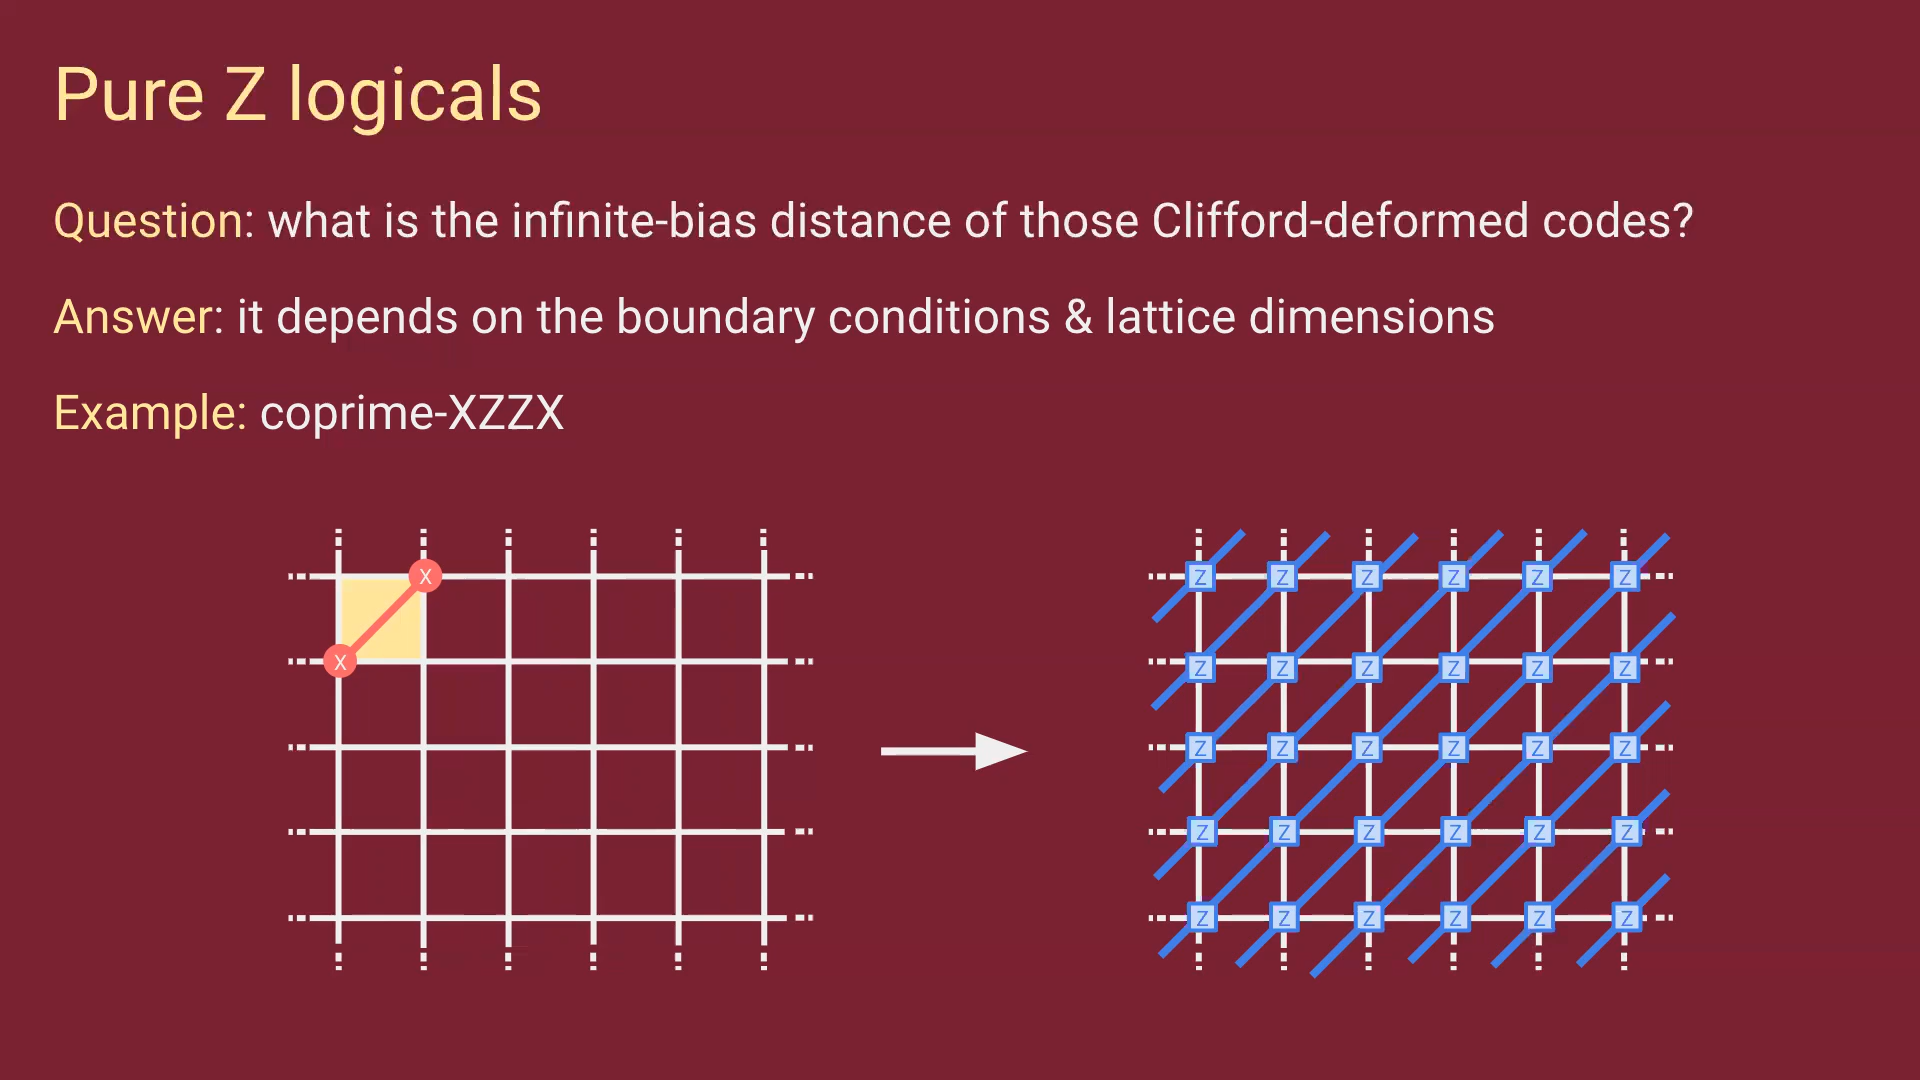 Pure Z logicals
Question: what is the infinite-bias distance of those Clifford-deformed codes?
Answer: it depends on the boundary conditions & lattice dimensions
Example: coprime-XZZX
X
X
Z Z Z Z Z Z
Z Z Z Z Z Z
Z Z Z Z Z Z
Z Z Z Z Z Z
Z Z Z Z Z Z